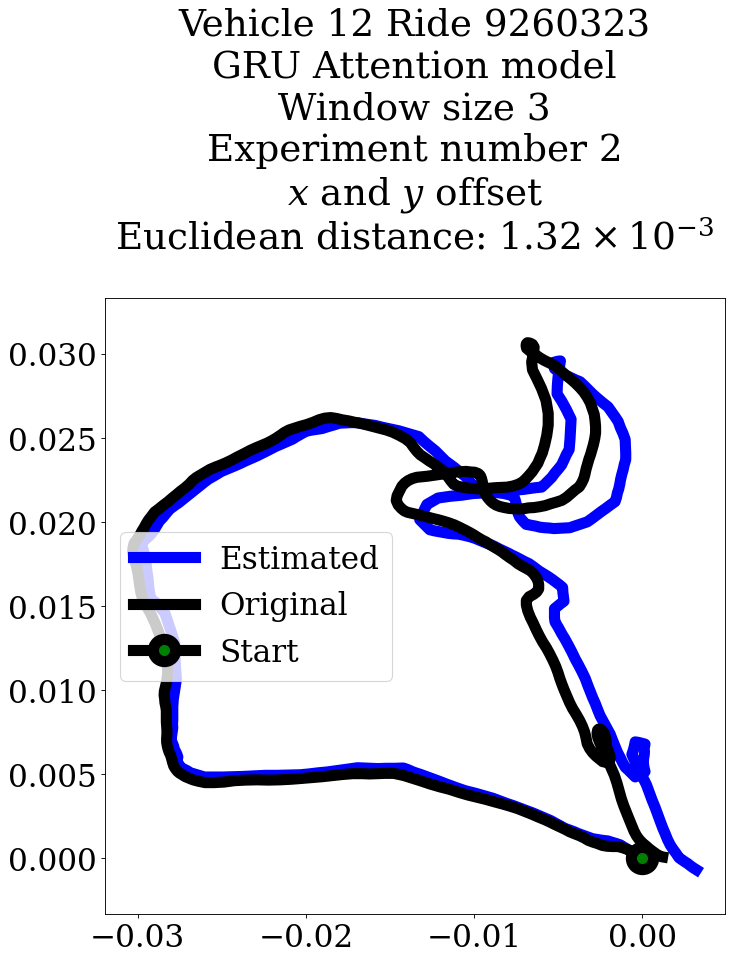 Vehicle 12 Ride 9260323
GRU Attention model
Window size 3
Experiment number 2
x and y offset
Euclidean distance: 1.32 × 10⁻³
0.030
0.025
0.020
0.015
0.010
0.005
0.000
Estimated
Original
Start
−0.03
−0.02
−0.01
0.00